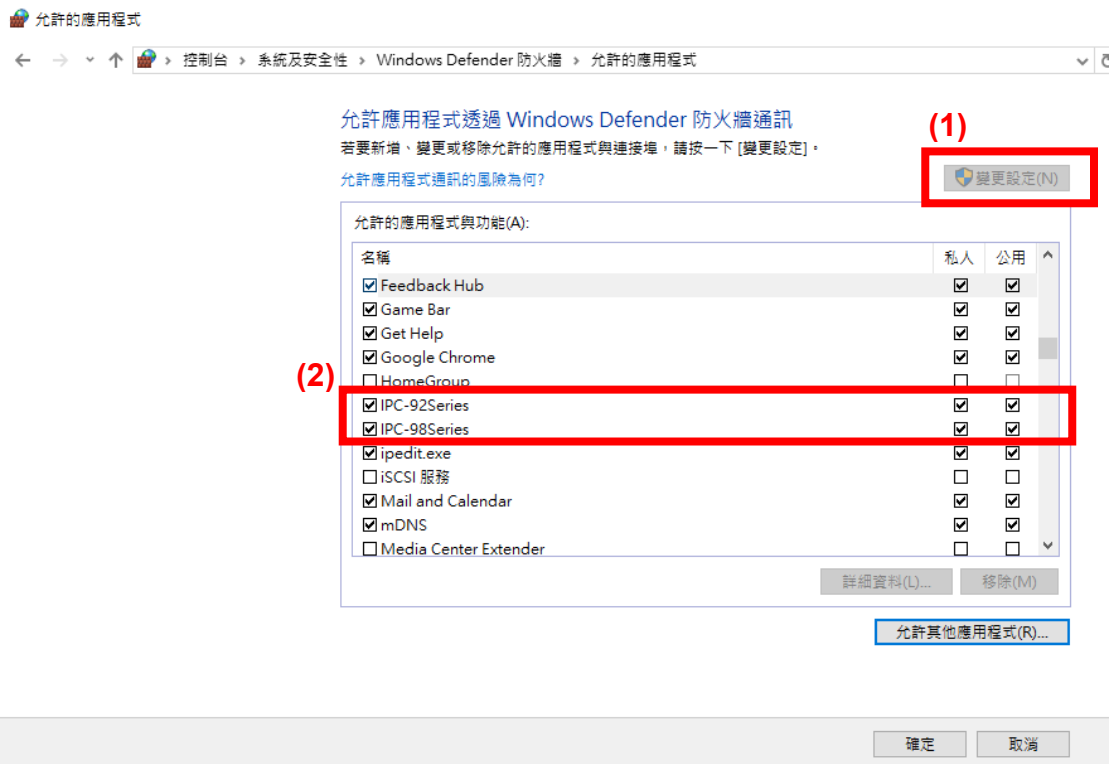 允許的應用程式
控制台 › 系統及安全性 › Windows Defender 防火牆 › 允許的應用程式
允許應用程式透過 Windows Defender 防火牆通訊
(1)
若要新增、變更或移除允許的應用程式與連接埠，請按一下 [變更設定]。
允許應用程式通訊的風險為何?
變更設定(N)
允許的應用程式與功能(A):
名稱 私人 公用
Feedback Hub
Game Bar
Get Help
Google Chrome
(2)
HomeGroup
IPC-92Series
IPC-98Series
ipedit.exe
iSCSI 服務
Mail and Calendar
mDNS
Media Center Extender
詳細資料(L)... 移除(M)
允許其他應用程式(R)...
確定 取消